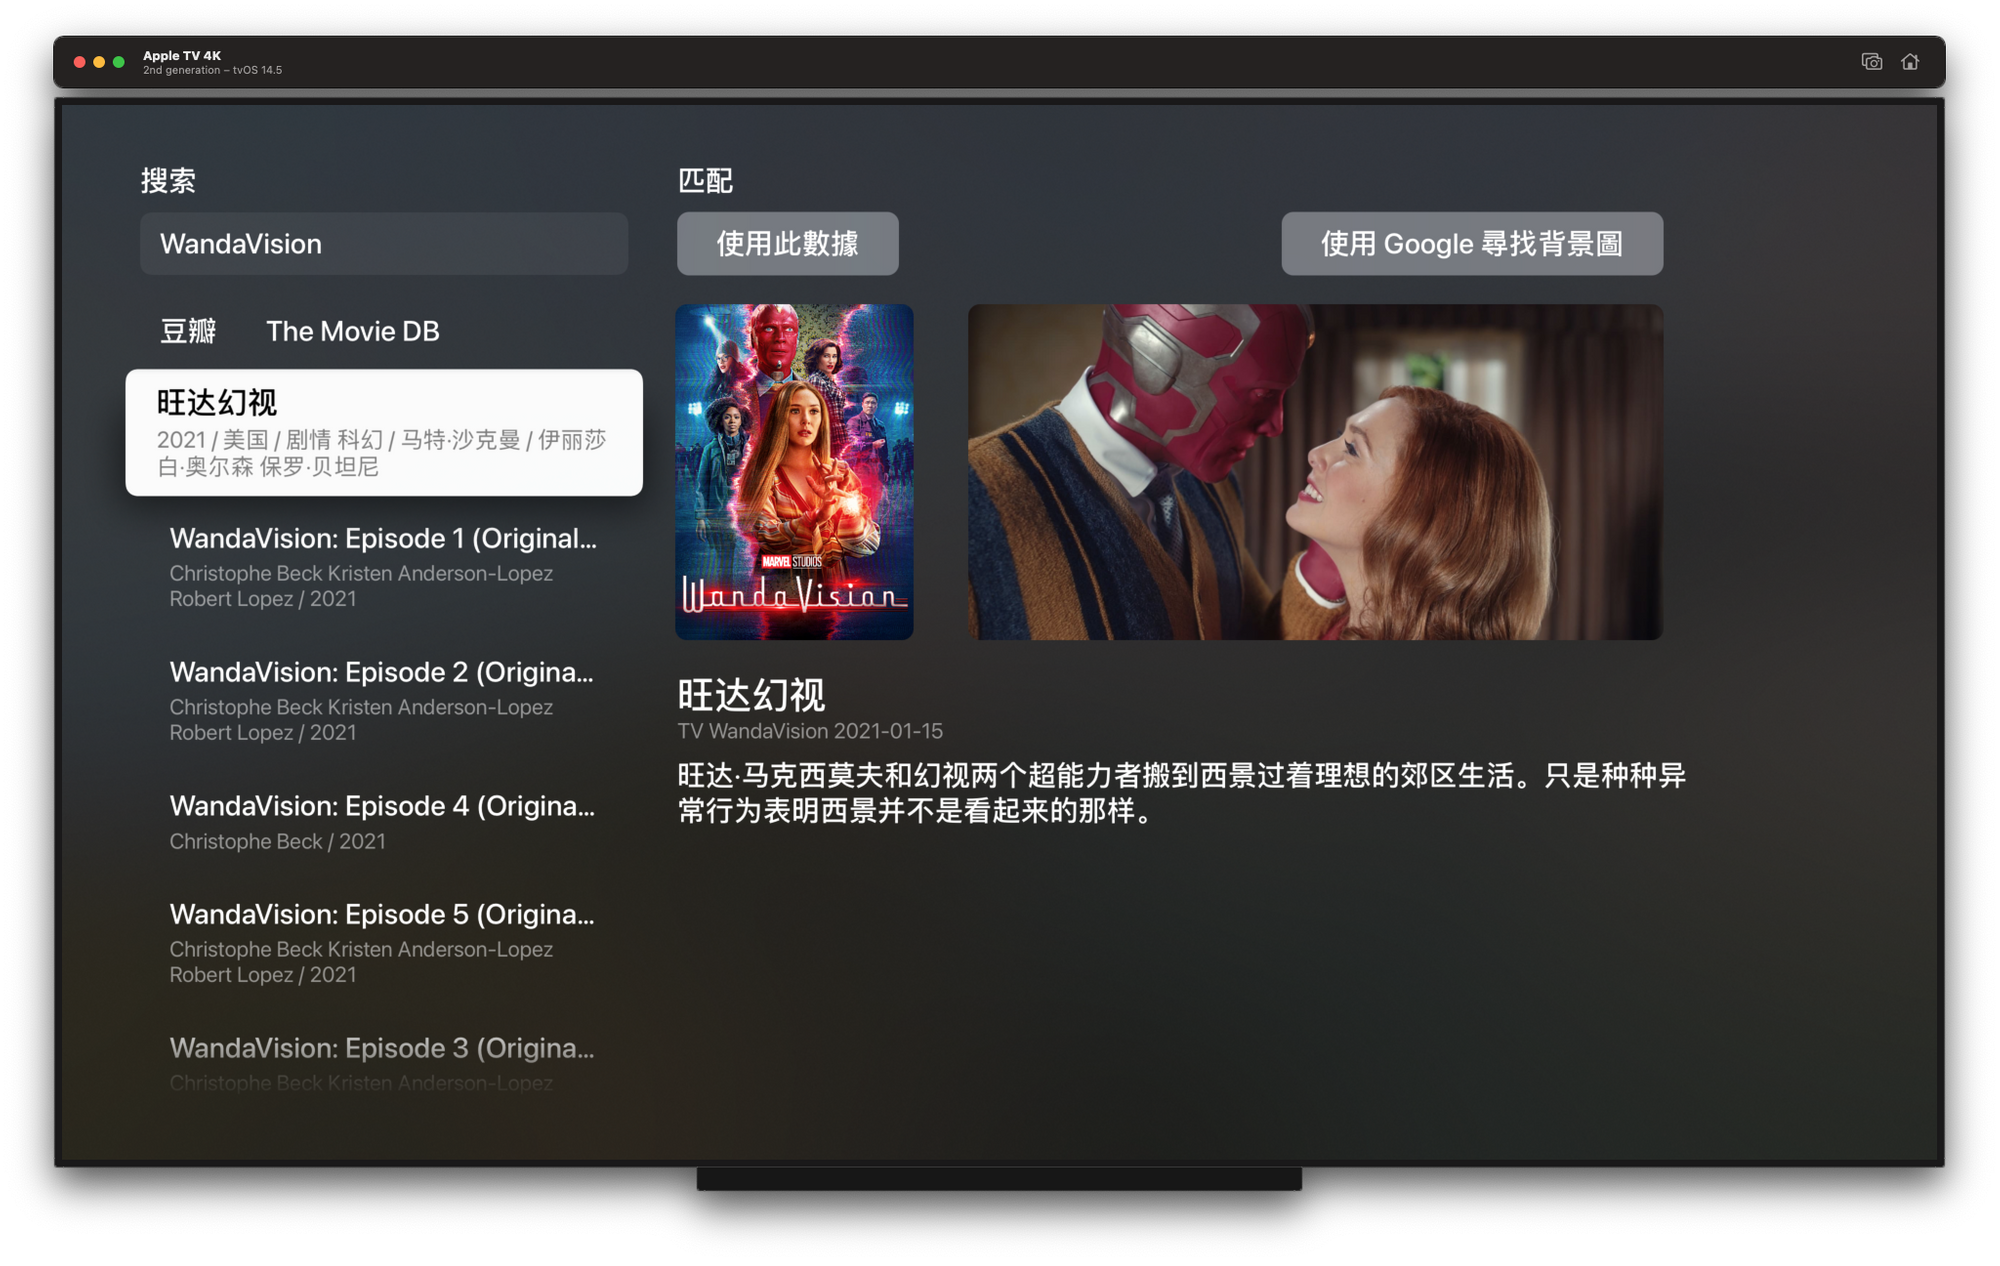 Apple TV 4K
2nd generation – tvOS 14.5
搜索
WandaVision
豆瓣 The Movie DB
旺达幻视
2021 / 美国 / 剧情 科幻 / 马特·沙克曼 / 伊丽莎
白·奥尔森 保罗·贝坦尼
WandaVision: Episode 1 (Original...
Christophe Beck Kristen Anderson-Lopez
Robert Lopez / 2021
WandaVision: Episode 2 (Origina...
Christophe Beck Kristen Anderson-Lopez
Robert Lopez / 2021
WandaVision: Episode 4 (Origina...
Christophe Beck / 2021
WandaVision: Episode 5 (Origina...
Christophe Beck Kristen Anderson-Lopez
Robert Lopez / 2021
WandaVision: Episode 3 (Origina...
Christophe Beck Kristen Anderson-Lopez
匹配
使用此數據
使用 Google 尋找背景圖
MARVEL STUDIOS
WandaVision
旺达幻视
TV WandaVision 2021-01-15
旺达·马克西莫夫和幻视两个超能力者搬到西景过着理想的郊区生活。只是种种异
常行为表明西景并不是看起来的那样。